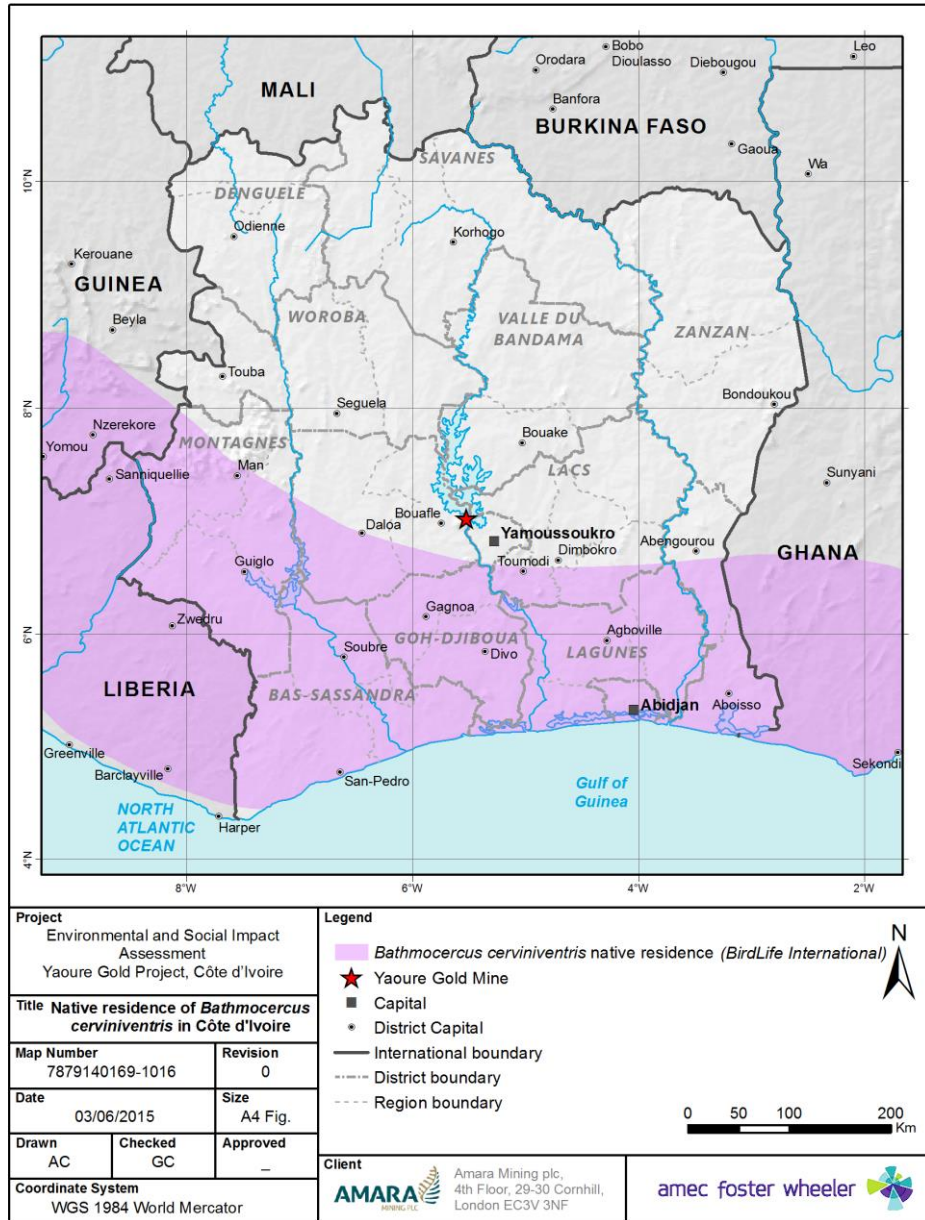 Bobo
Dioulasso
Leo
Orodara
Diebougou
MALI
Banfora
BURKINA FASO
Gaoua
SAVANES
Wa
10°N
10°N
DENGUELE
Odienne
Korhogo
Kerouane
GUINEA
Beyla
WOROBA
VALLE DU
BANDAMA
ZANZAN
Touba
8°N
8°N
Seguela
Bondoukou
Nzerekore
MONTAGNES
Bouake
Yomou
Sanniquellie
Man
LACS
Sunyani
Bouafle
Daloa
Yamoussoukro
Abengourou
Dimbokro
GHANA
Guiglo
Toumodi
Gagnoa
Zwedru
6°N
6°N
GOH-DJIBOUA
Agboville
Soubre
Divo
LAGUNES
LIBERIA
BAS-SASSANDRA
Abidjan
Aboisso
Greenville
Sekondi
Barclayville
San-Pedro
Gulf of
Guinea
NORTH
ATLANTIC
OCEAN
Harper
4°N
4°N
8°W
6°W
4°W
2°W
Project
Environmental and Social Impact
Assessment
Yaoure Gold Project, Côte d'Ivoire
Title Native residence of Bathmocercus
cerviniventris in Côte d'Ivoire
Map Number
7879140169-1016
Revision
0
Date
03/06/2015
Size
A4 Fig.
Drawn
AC
Checked
GC
Approved
_
Coordinate System
WGS 1984 World Mercator
Legend
Bathmocercus cerviniventris native residence (BirdLife International)
Yaoure Gold Mine
Capital
District Capital
International boundary
District boundary
Region boundary
N
0 50 100 200
Km
Client
AMARA
MINING PLC
Amara Mining plc,
4th Floor, 29-30 Cornhill,
London EC3V 3NF
amec foster wheeler